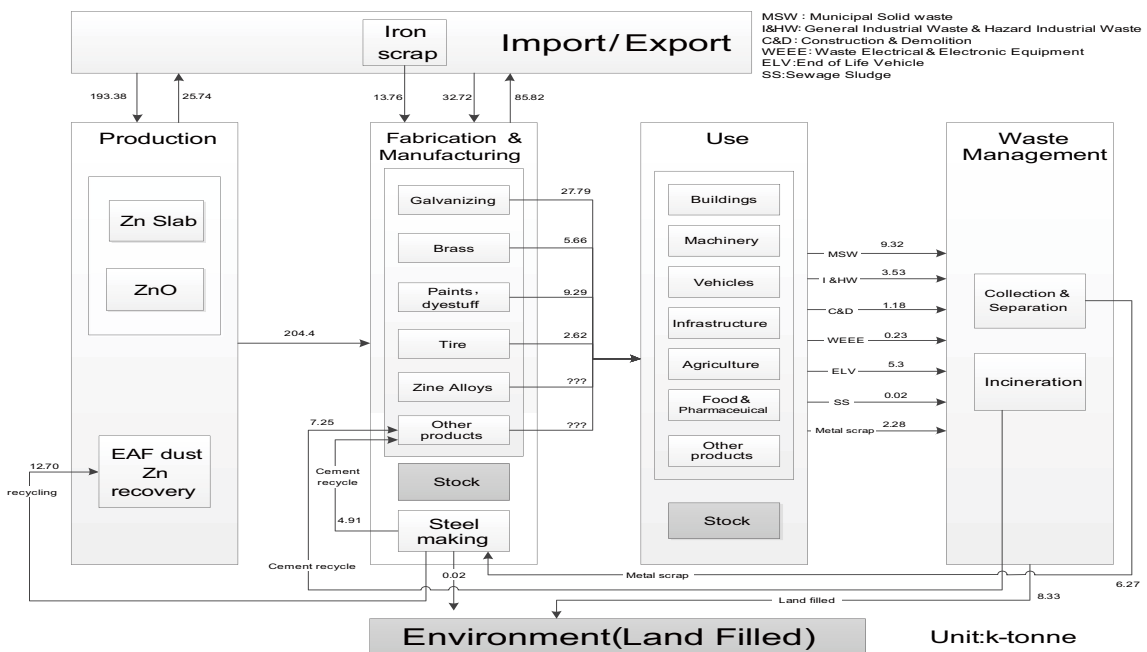 Iron
scrap
Import/Export
MSW : Municipal Solid waste
I&HW: General Industrial Waste & Hazard Industrial Waste
C&D : Construction & Demolition
WEEE : Waste Electrical & Electronic Equipment
ELV:End of Life Vehicle
SS:Sewage Sludge
193.38
25.74
13.76
32.72
85.82
Production
Zn Slab
ZnO
EAF dust
Zn
recovery
12.70
recycling
204.4
Fabrication &
Manufacturing
Galvanizing
Brass
Paints,
dyestuff
Tire
Zine Alloys
Other
products
Stock
Steel
making
27.79
5.66
9.29
2.62
???
???
7.25
Cement
recycle
4.91
Cement recycle
0.02
Use
Buildings
Machinery
Vehicles
Infrastructure
Agriculture
Food &
Pharmaceuical
Other
products
Stock
MSW
9.32
I &HW
3.53
C&D
1.18
WEEE
0.23
ELV
5.3
SS
0.02
Metal scrap
2.28
Waste
Management
Collection &
Separation
Incineration
Metal scrap
6.27
Land filled
8.33
Environment(Land Filled)
Unit:k-tonne